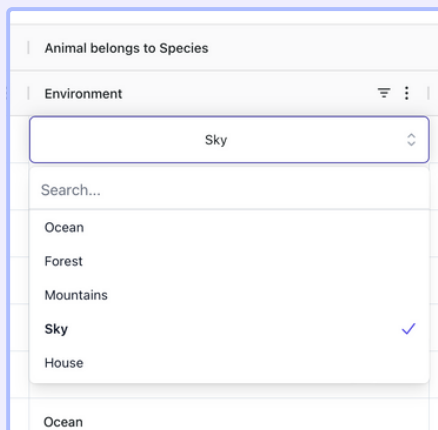 Animal belongs to Species
Environment
Sky
Search...
Ocean
Forest
Mountains
Sky
House
Ocean